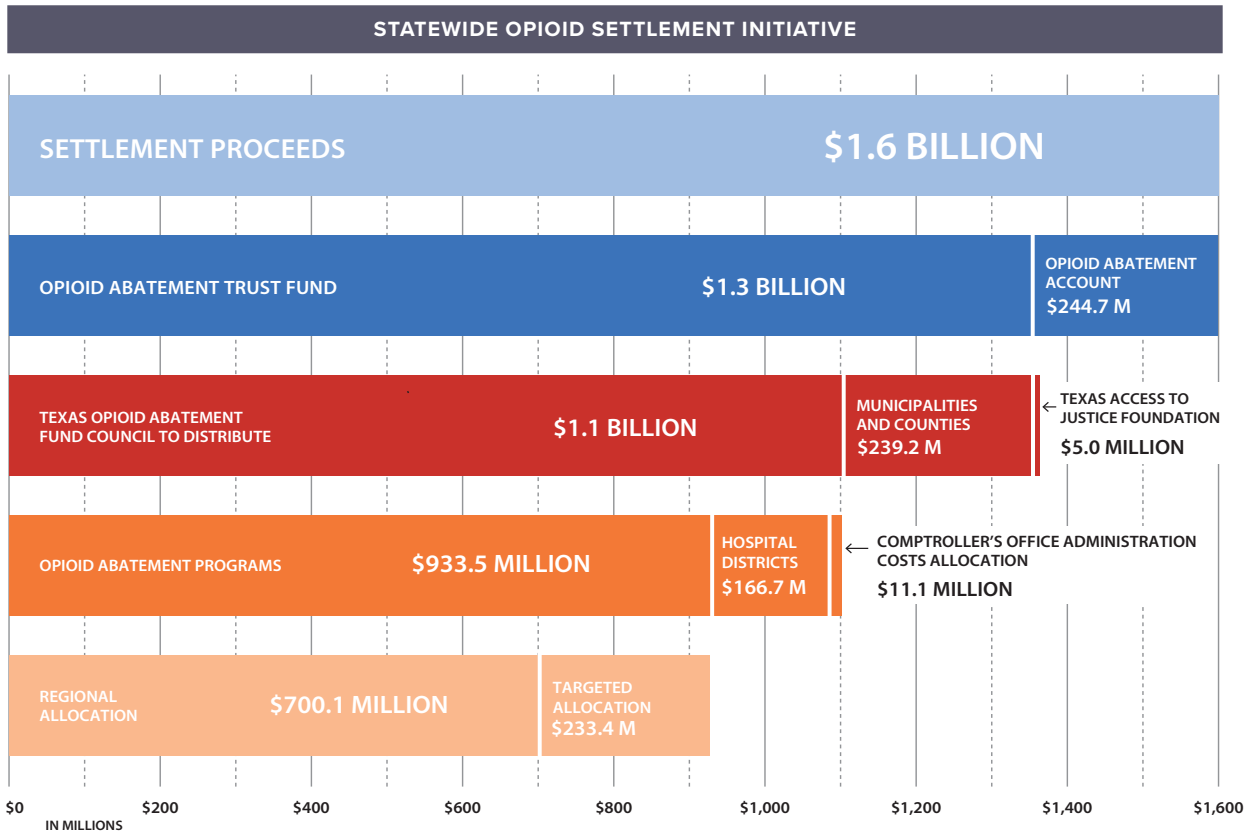 STATEWIDE OPIOID SETTLEMENT INITIATIVE
SETTLEMENT PROCEEDS
$1.6 BILLION
OPIOID ABATEMENT TRUST FUND
$1.3 BILLION
OPIOID ABATEMENT
ACCOUNT
$244.7 M
TEXAS OPIOID ABATEMENT
FUND COUNCIL TO DISTRIBUTE
$1.1 BILLION
MUNICIPALITIES
AND COUNTIES
$239.2 M
TEXAS ACCESS TO
JUSTICE FOUNDATION
$5.0 MILLION
OPIOID ABATEMENT PROGRAMS
$933.5 MILLION
HOSPITAL
DISTRICTS
$166.7 M
COMPTROLLER'S OFFICE ADMINISTRATION
COSTS ALLOCATION
$11.1 MILLION
REGIONAL
ALLOCATION
$700.1 MILLION
TARGETED
ALLOCATION
$233.4 M
$0 $200 $400 $600 $800 $1,000 $1,200 $1,400 $1,600
IN MILLIONS